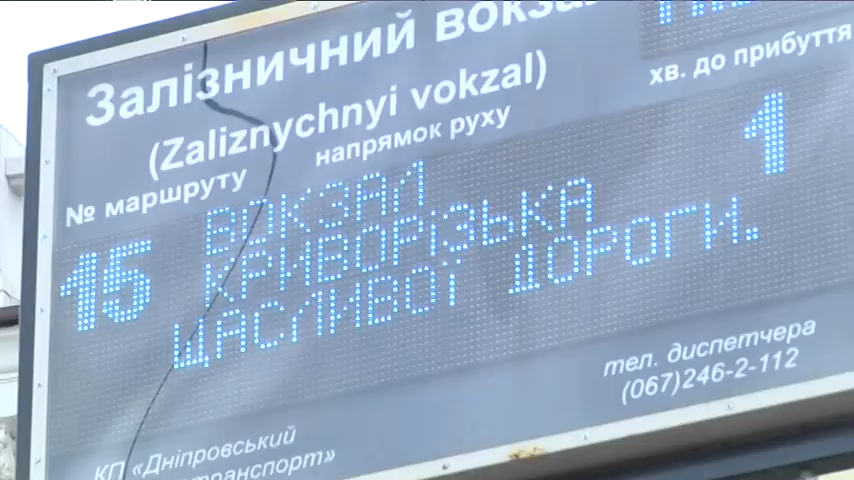 Залізничний вокзал
(Zaliznychnyi vokzal)
№ маршруту
напрямок руху
хв. до прибуття
15
ВОКЗАЛ
КРИВОРІЗЬКА
1
ЩАСЛИВОЇ ДОРОГИ.
тел. диспетчера
(067)246-2-112
КП «Дніпровський
транспорт»